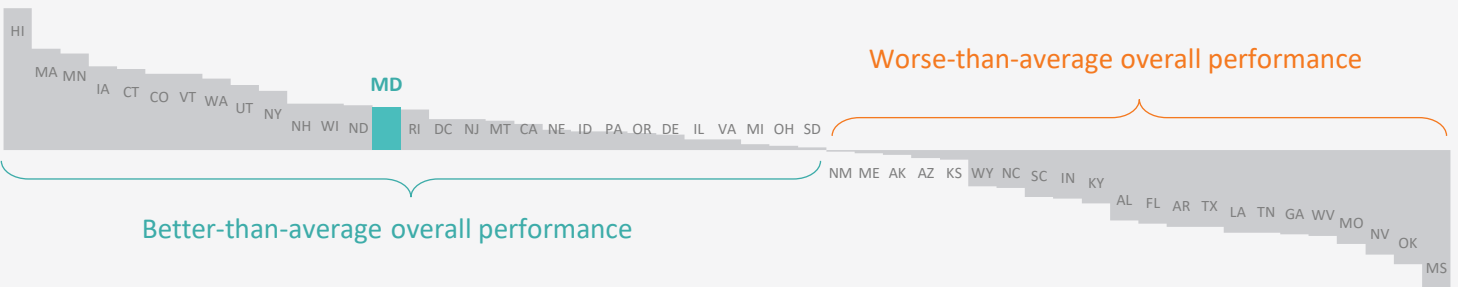 HI
MA MN IA CT CO VT WA UT NY NH WI ND MD RI DC NJ MT CA NE ID PA OR DE IL VA MI OH SD
Worse-than-average overall performance
NM ME AK AZ KS WY NC SC IN KY AL FL AR TX LA TN GA WV MO NV OK MS
Better-than-average overall performance